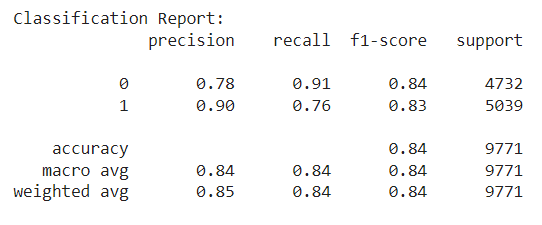 Classification Report:
precision recall f1-score support
0 0.78 0.91 0.84 4732
1 0.90 0.76 0.83 5039
accuracy 0.84 9771
macro avg 0.84 0.84 0.84 9771
weighted avg 0.85 0.84 0.84 9771